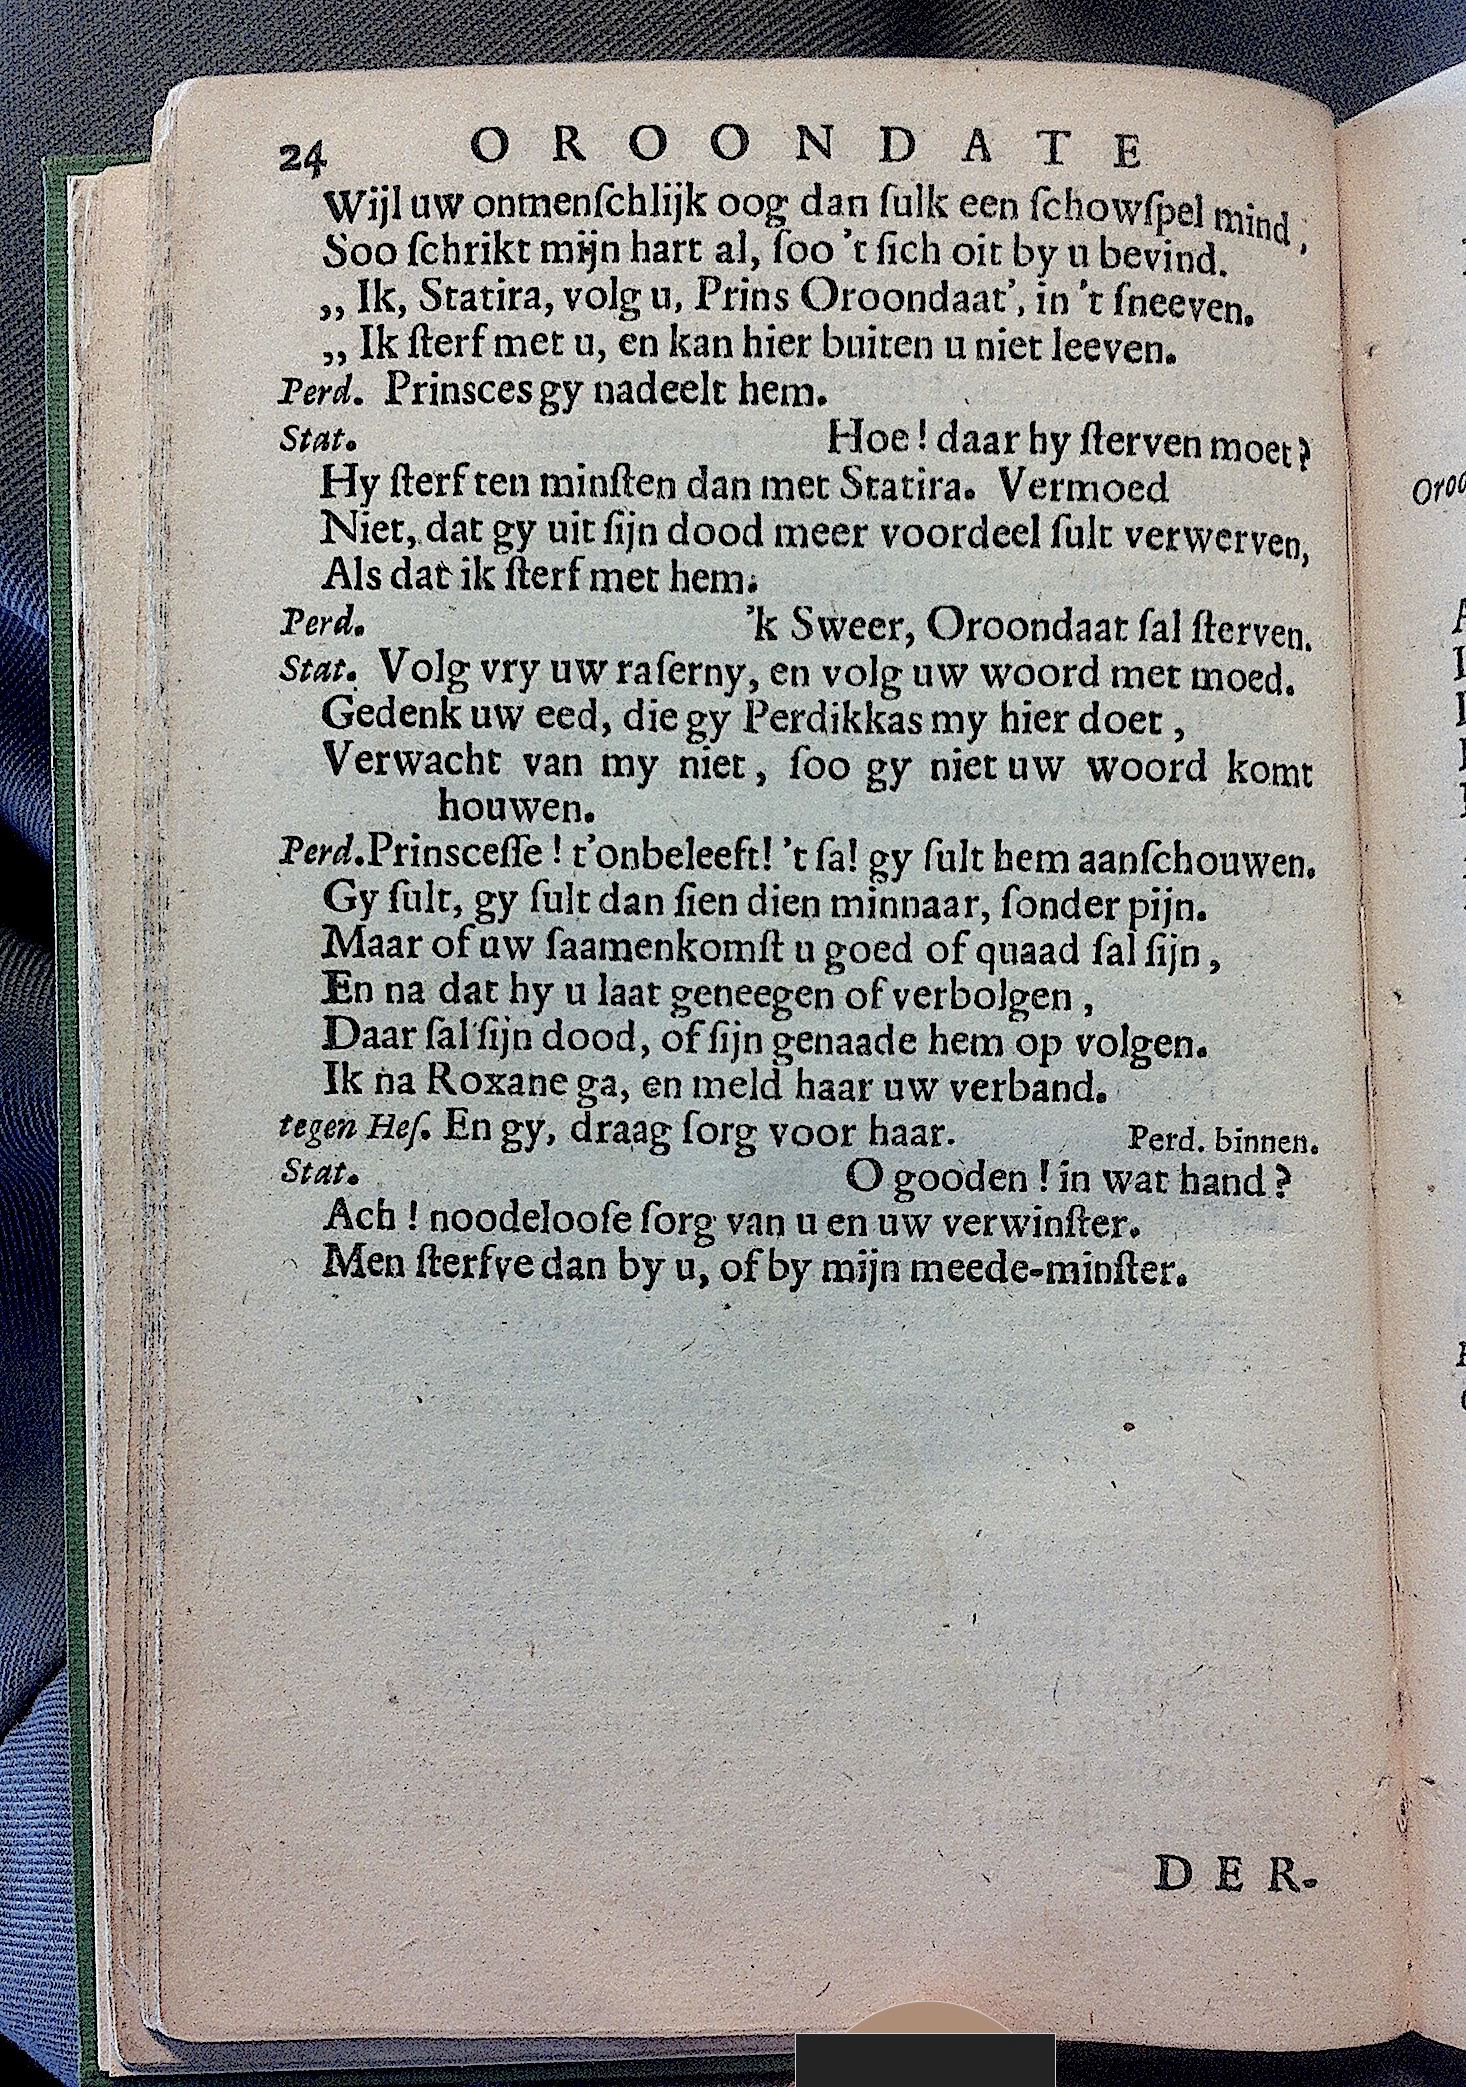 24 OROONDATE
Wijl uw onmenſchlijk oog dan ſulk een ſchowſpel mind,
Soo ſchrikt mijn hart al, ſoo 't ſich oit by u bevind.
„ Ik, Statira, volg u, Prins Oroondaat', in 't ſneeven.
„ Ik ſterf met u, en kan hier buiten u niet leeven.
Perd. Prinsces gy nadeelt hem.
Stat. Hoe! daar hy ſterven moet?
Hy ſterf ten minſten dan met Statira. Vermoed
Niet, dat gy uit ſijn dood meer voordeel ſult verwerven,
Als dat ik ſterf met hem.
Perd. 'k Sweer, Oroondaat ſal ſterven.
Stat. Volg vry uw raſerny, en volg uw woord met moed.
Gedenk uw eed, die gy Perdikkas my hier doet,
Verwacht van my niet, ſoo gy niet uw woord komt
houwen.
Perd. Prinsceſſe! t'onbeleeft! 't ſa! gy ſult hem aanſchouwen.
Gy ſult, gy ſult dan ſien dien minnaar, ſonder pijn.
Maar of uw ſaamenkomſt u goed of quaad ſal ſijn,
En na dat hy u laat geneegen of verbolgen,
Daar ſal ſijn dood, of ſijn genaade hem op volgen.
Ik na Roxane ga, en meld haar uw verband.
tegen Heſ. En gy, draag ſorg voor haar. Perd. binnen.
Stat. O gooden! in wat hand?
Ach! noodelooſe ſorg van u en uw verwinſter.
Men ſterfve dan by u, of by mijn meede-minſter.
DER.